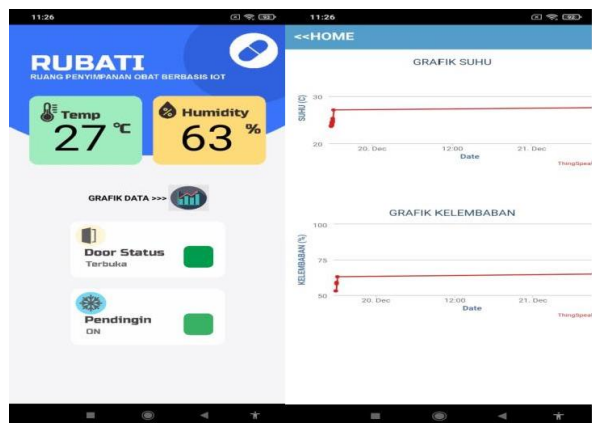 11:26
RUBATI
RUANG PENYIMPANAN OBAT BERBASIS IOT
Temp
27 °C
Humidity
63 %
GRAFIK DATA >>>
Door Status
Terbuka
Pendingin
ON
11:26
<<HOME
GRAFIK SUHU
SUHU (C)
30
20
20. Dec
12:00
21. Dec
Date
ThingSpeak
GRAFIK KELEMBABAN
KELEMBABAN (%)
100
75
50
20. Dec
12:00
21. Dec
Date
ThingSpeak